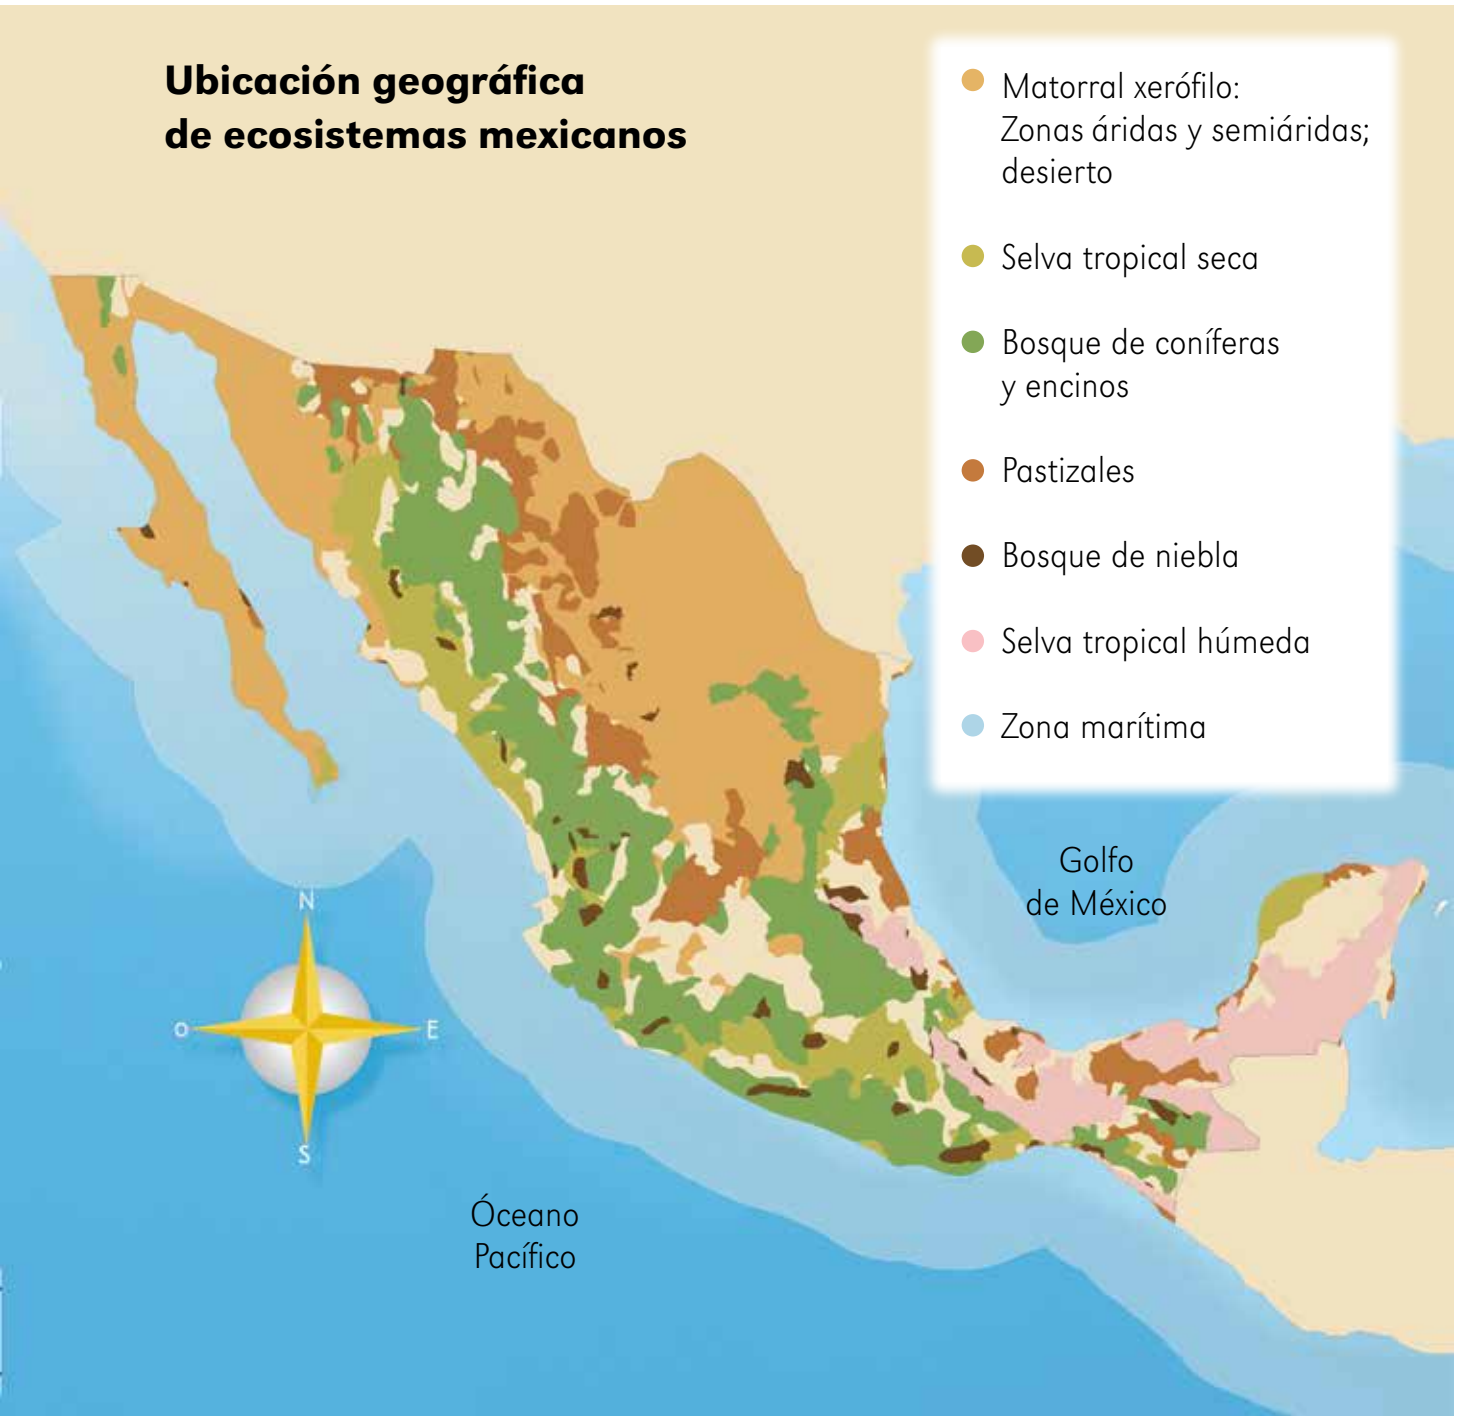 Ubicación geográfica
de ecosistemas mexicanos
Matorral xerófilo:
Zonas áridas y semiáridas;
desierto
Selva tropical seca
Bosque de coníferas
y encinos
Pastizales
Bosque de niebla
Selva tropical húmeda
Zona marítima
Golfo
de México
N
O
E
S
Óceano
Pacífico